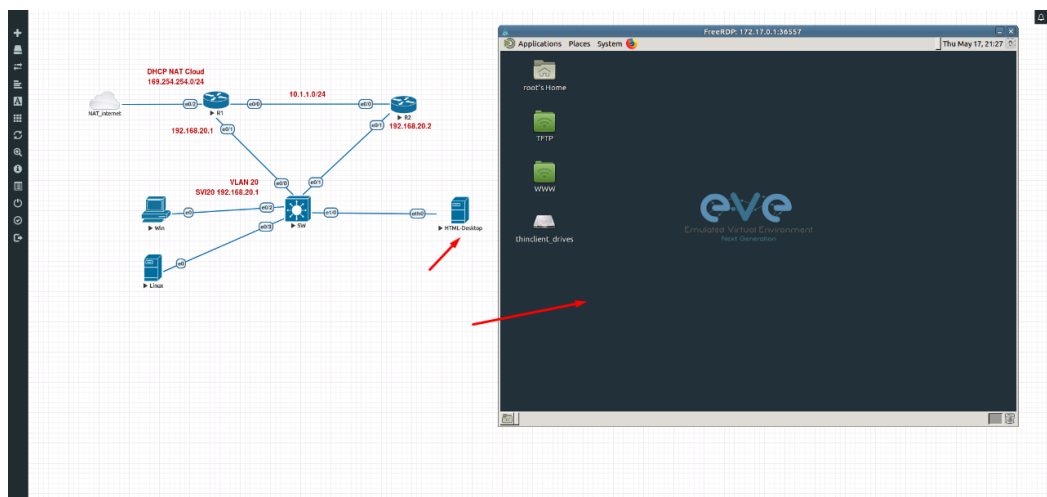 FreeRDP: 172.17.0.1:36557
Applications Places System
Thu May 17, 21:27
DHCP NAT Cloud
169.254.254.0/24
NAT_internet
e0/2
R1
e0/0
10.1.1.0/24
e0/0
R2
192.168.20.1
e0/1
e0/1
192.168.20.2
VLAN 20
SVI20 192.168.20.1
e0/0
e0/1
Win
e0
e0/2
SW
e1/0
eth0
HTML-Desktop
e0/3
e0
Linux
root's Home
TFTP
WWW
thinclient_drives
eve
Emulated Virtual Environment
Next Generation